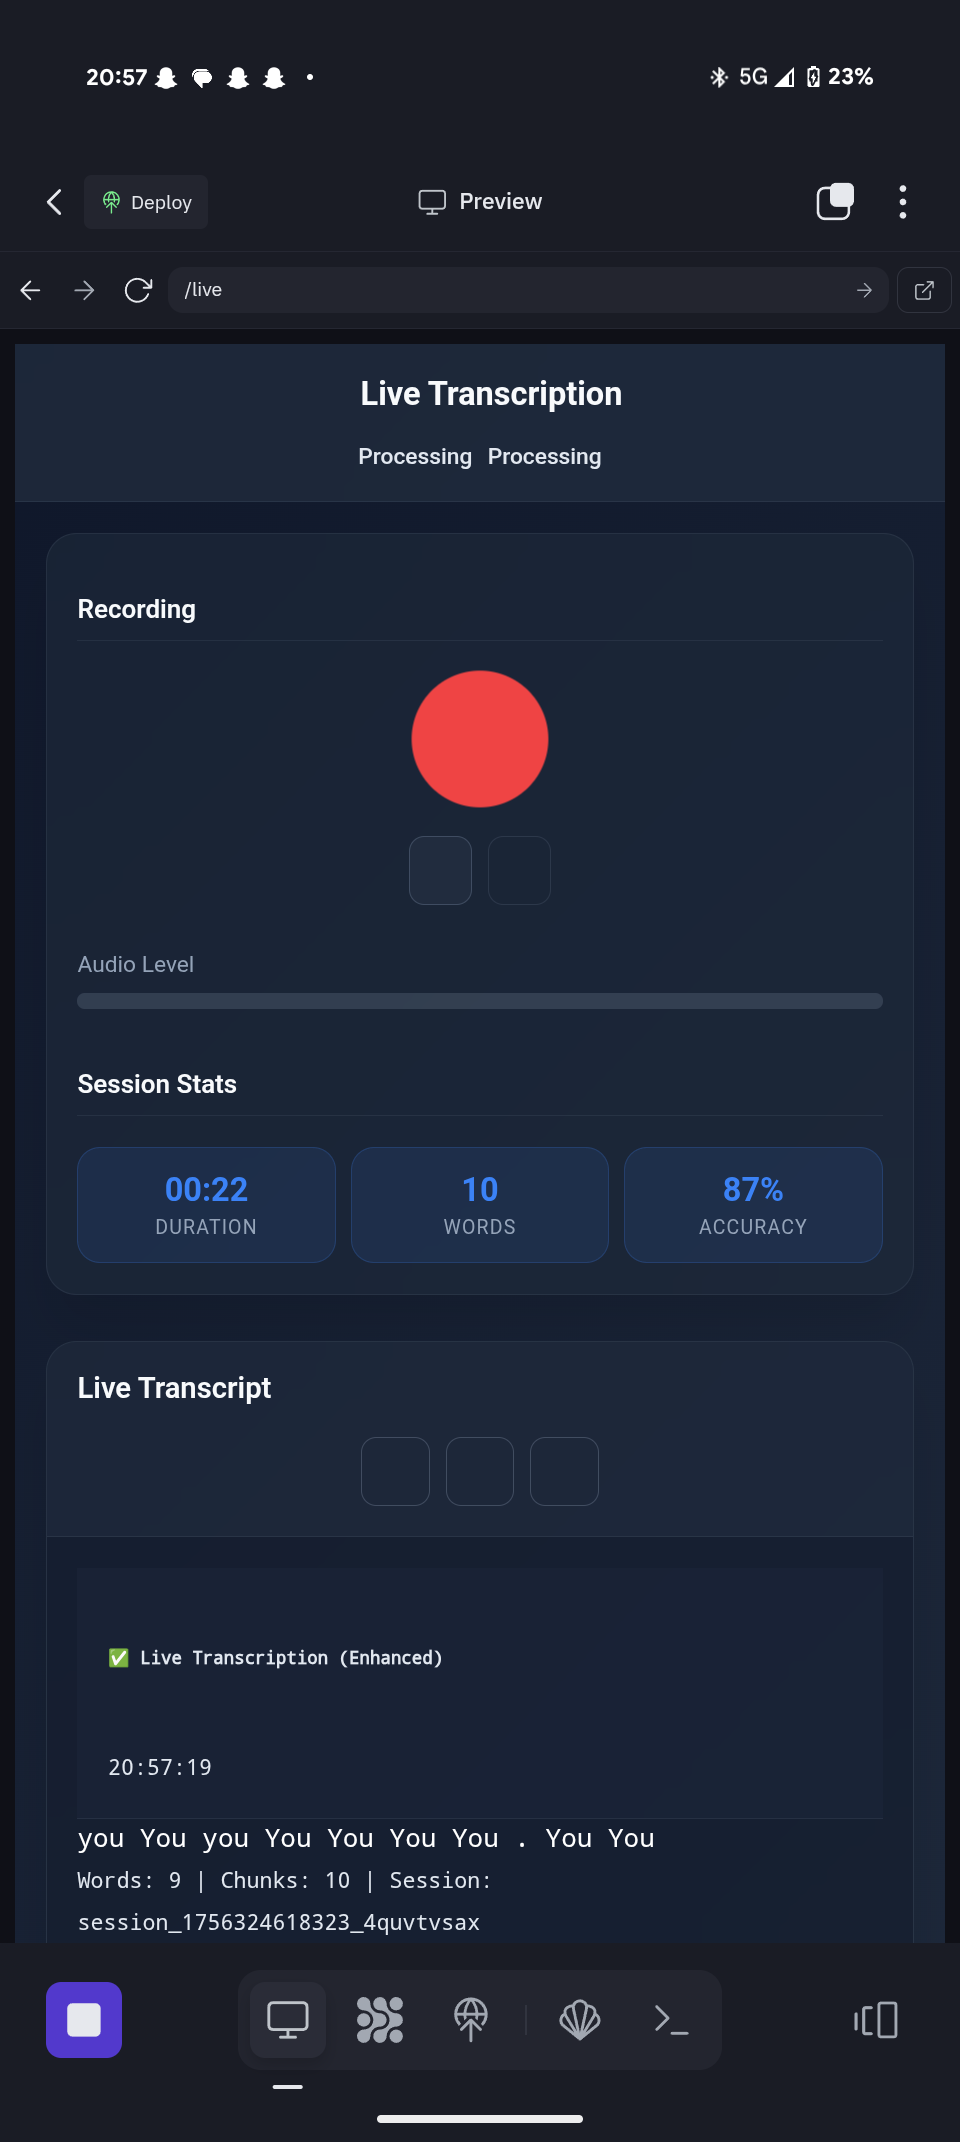 20:57
5G 23%
Deploy
Preview
/live
Live Transcription
Processing Processing
Recording
Audio Level
Session Stats
00:22 10 87%
DURATION WORDS ACCURACY
Live Transcript
✅ Live Transcription (Enhanced)
20:57:19
you You you You You You You . You You
Words: 9 | Chunks: 10 | Session:
session_1756324618323_4quvtvsax